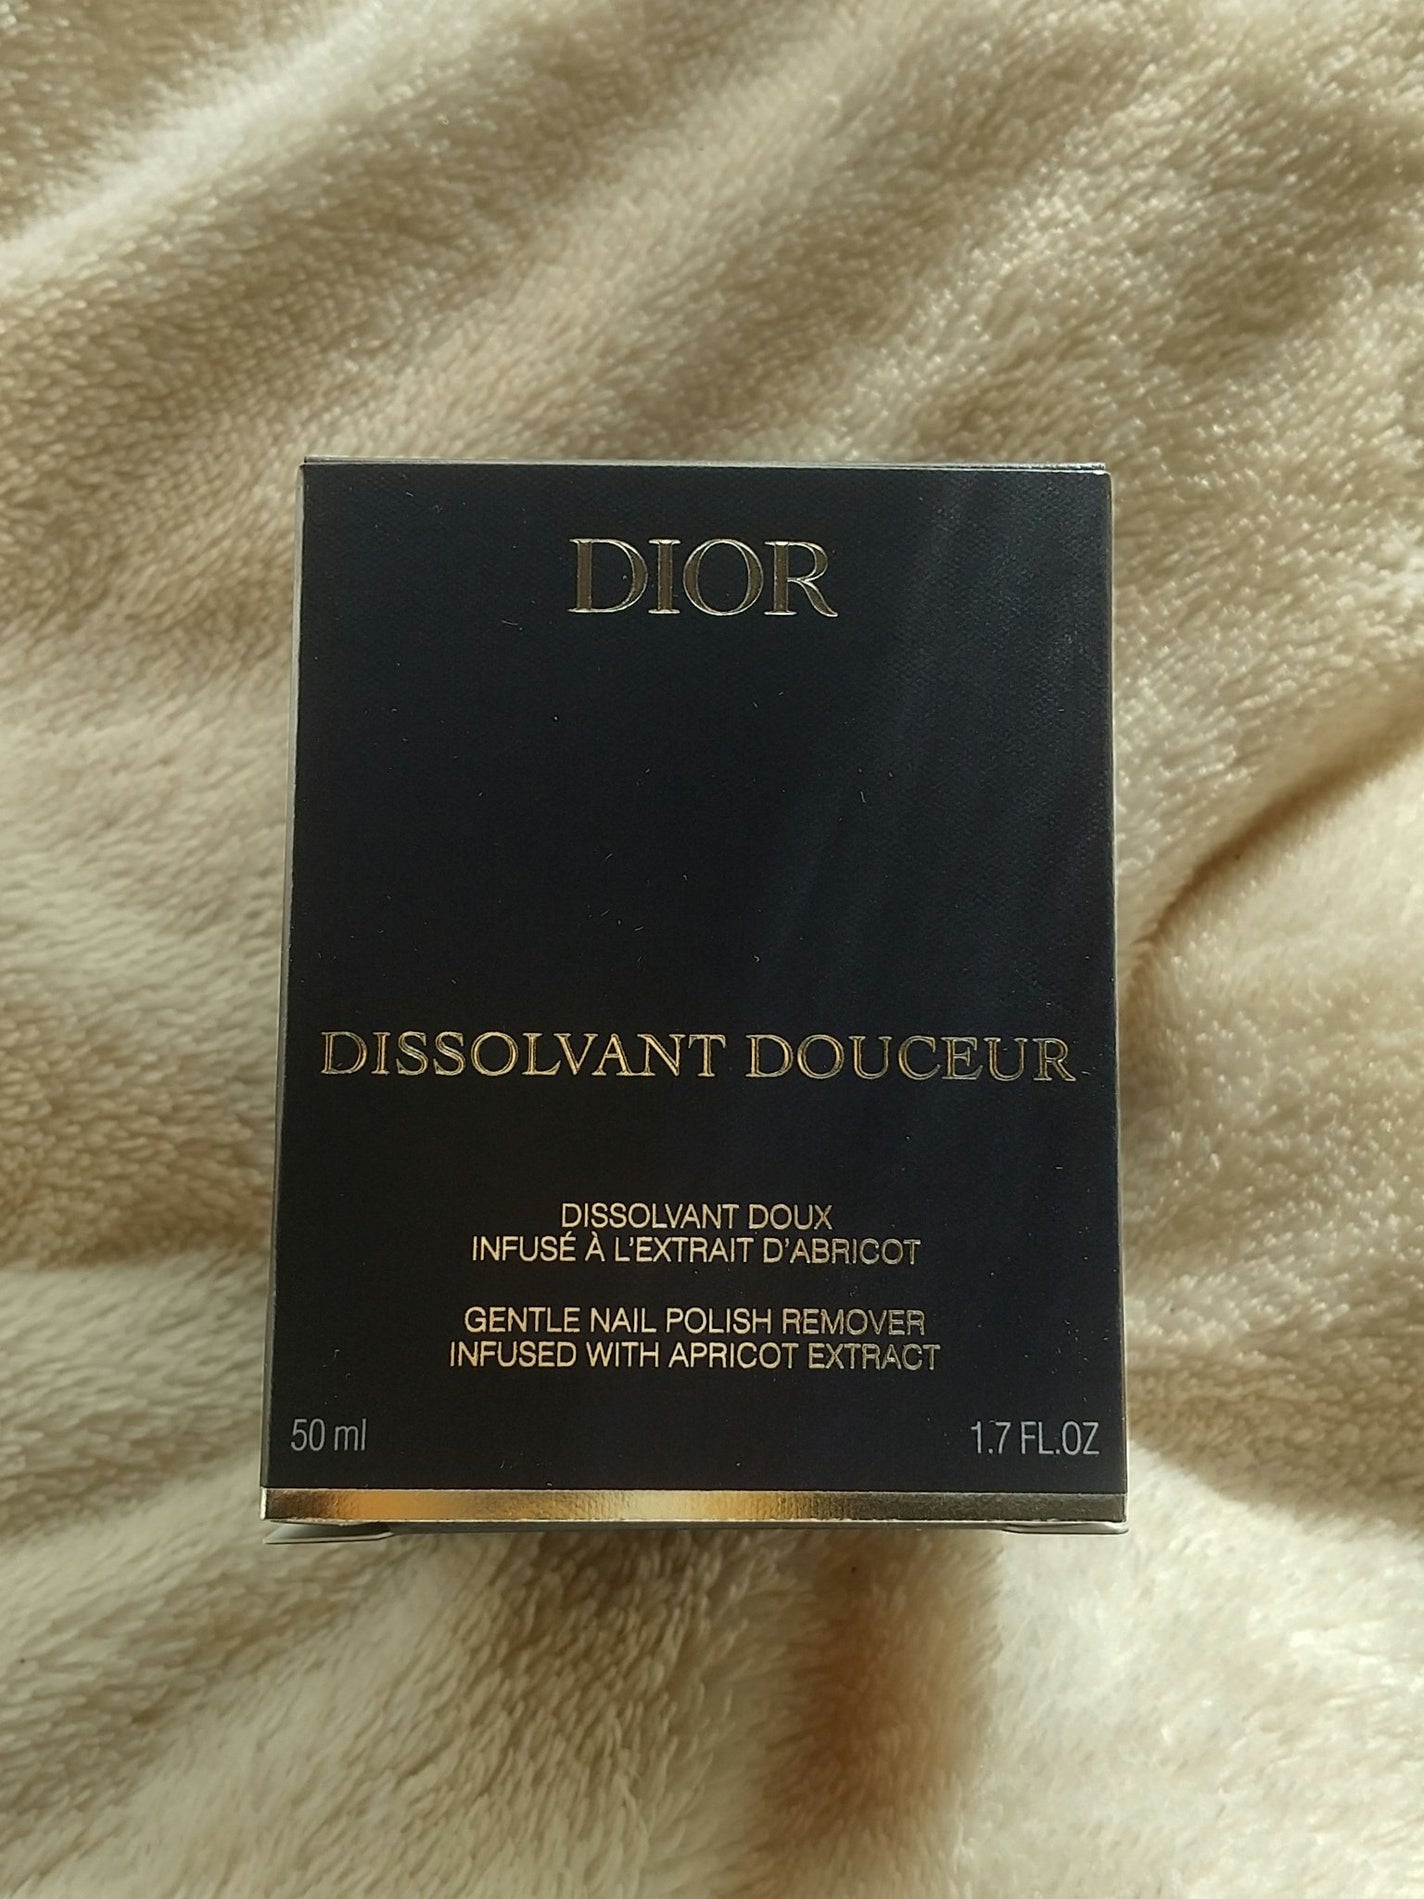 DIOR
DISSOLVANT DOUCEUR
DISSOLVANT DOUX
INFUSÉ À L'EXTRAIT D'ABRICOT
GENTLE NAIL POLISH REMOVER
INFUSED WITH APRICOT EXTRACT
50 ml 1.7 FL.OZ